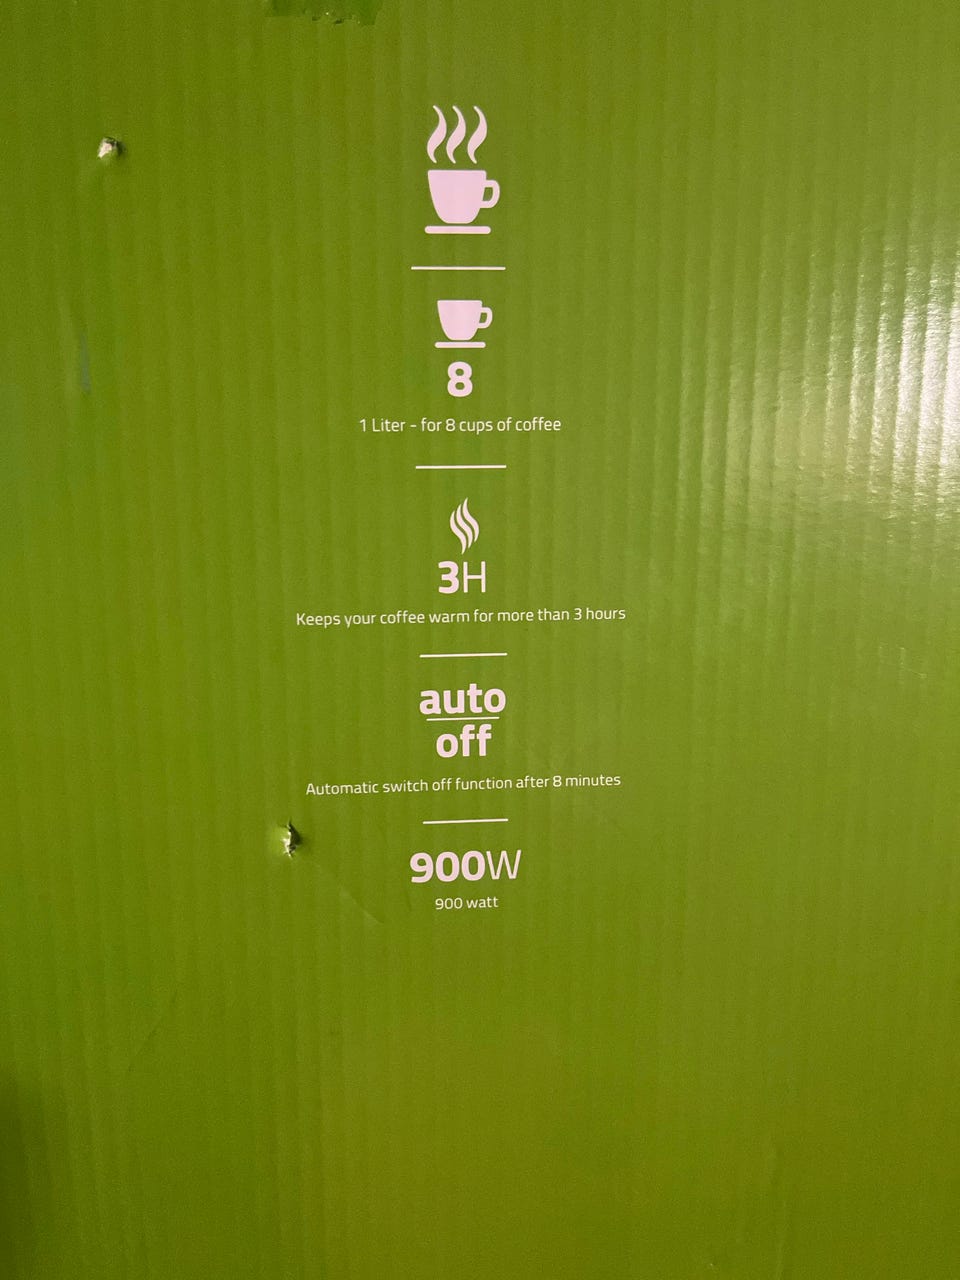 8
1 Liter - for 8 cups of coffee
3H
Keeps your coffee warm for more than 3 hours
auto
off
Automatic switch off function after 8 minutes
900W
900 watt